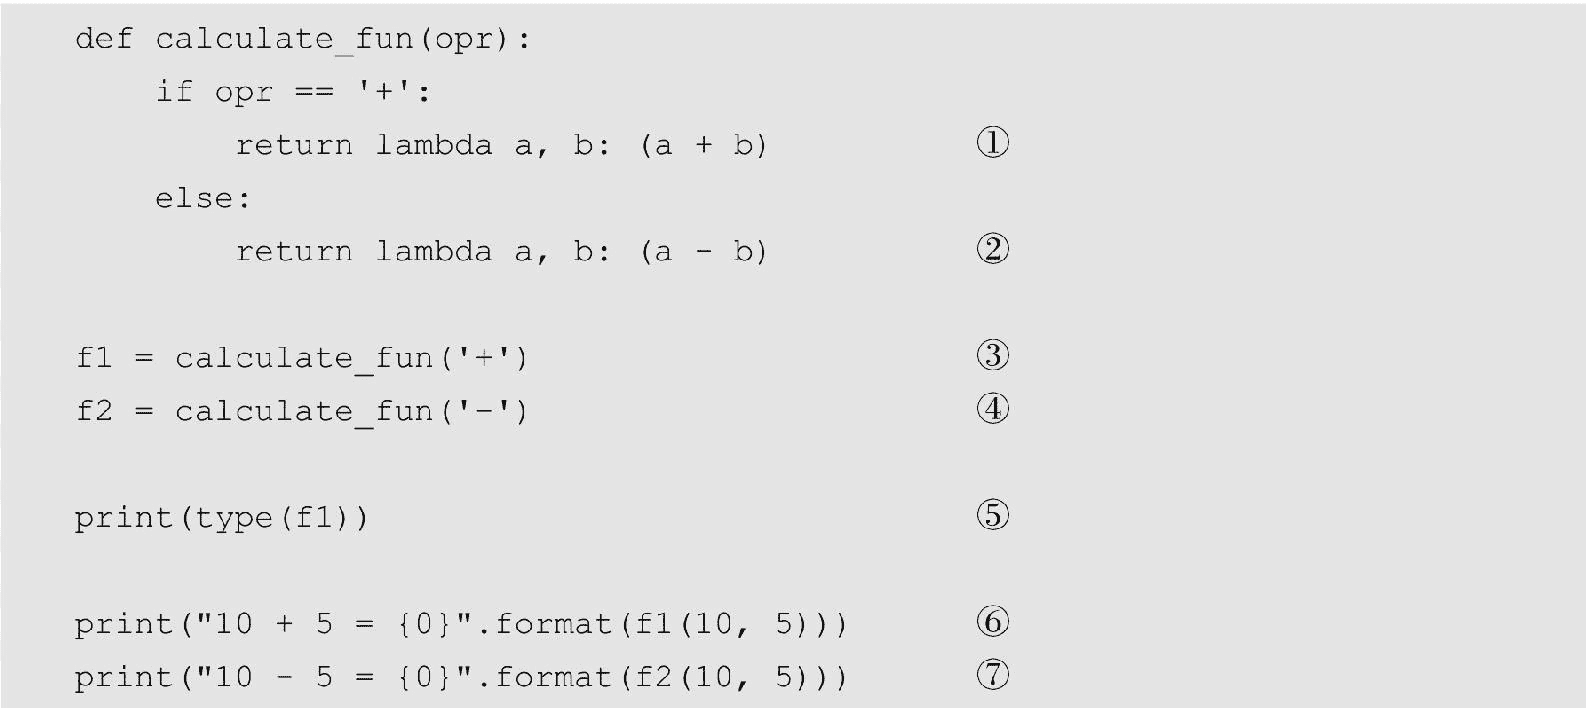 def calculate_fun(opr):
    if opr == '+':
        return lambda a, b: (a + b) ①
    else:
        return lambda a, b: (a - b) ②
f1 = calculate_fun('+') ③
f2 = calculate_fun('-') ④
print(type(f1)) ⑤
print("10 + 5 = {0}".format(f1(10, 5))) ⑥
print("10 - 5 = {0}".format(f2(10, 5))) ⑦